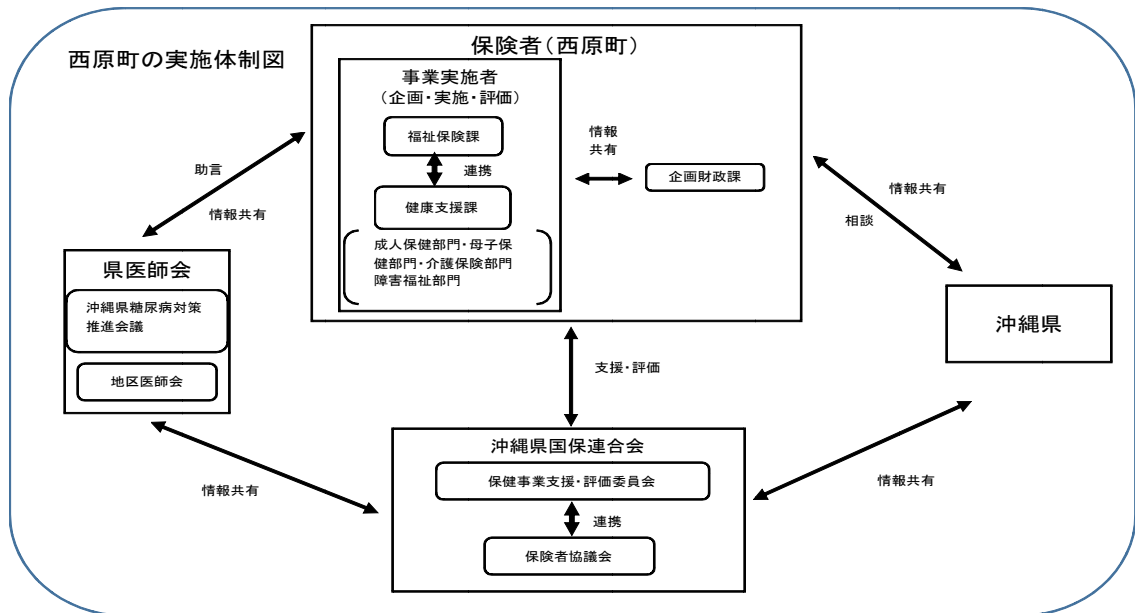 西原町の実施体制図
保険者(西原町)
事業実施者
(企画・実施・評価)
福祉保険課
連携
健康支援課
成人保健部門・母子保
健部門・介護保険部門
障害福祉部門
情報
共有
企画財政課
助言
情報共有
情報共有
相談
県医師会
沖縄県糖尿病対策
推進会議
地区医師会
沖縄県
支援・評価
沖縄県国保連合会
保健事業支援・評価委員会
連携
保険者協議会
情報共有
情報共有